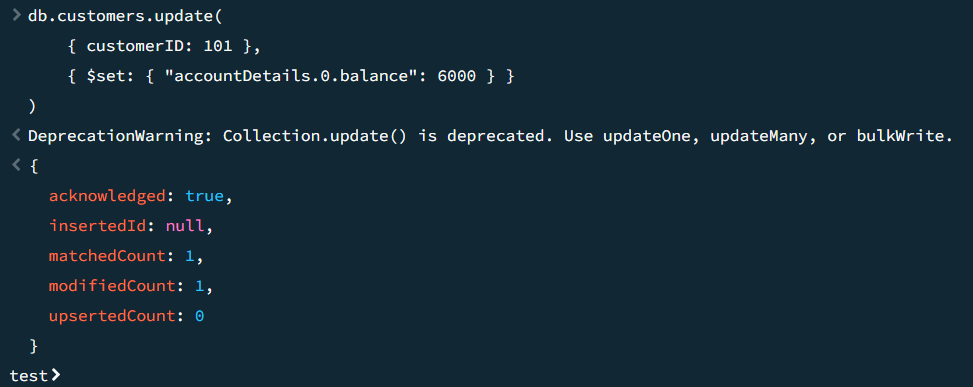 > db.customers.update(
    { customerID: 101 },
    { $set: { "accountDetails.0.balance": 6000 } }
)
< DeprecationWarning: Collection.update() is deprecated. Use updateOne, updateMany, or bulkWrite.
< {
  acknowledged: true,
  insertedId: null,
  matchedCount: 1,
  modifiedCount: 1,
  upsertedCount: 0
}
test>